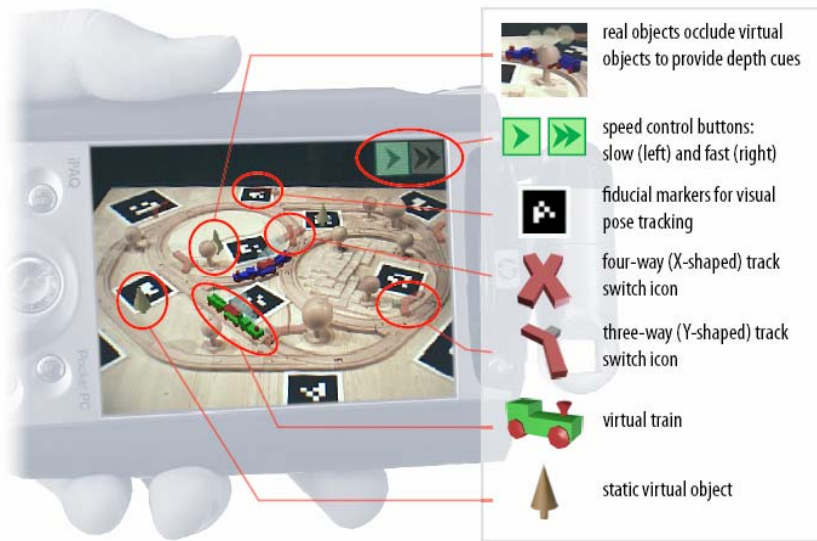 real objects occlude virtual
objects to provide depth cues
speed control buttons:
slow (left) and fast (right)
fiducial markers for visual
pose tracking
four-way (X-shaped) track
switch icon
three-way (Y-shaped) track
switch icon
virtual train
static virtual object
iPAQ
Pocket PC